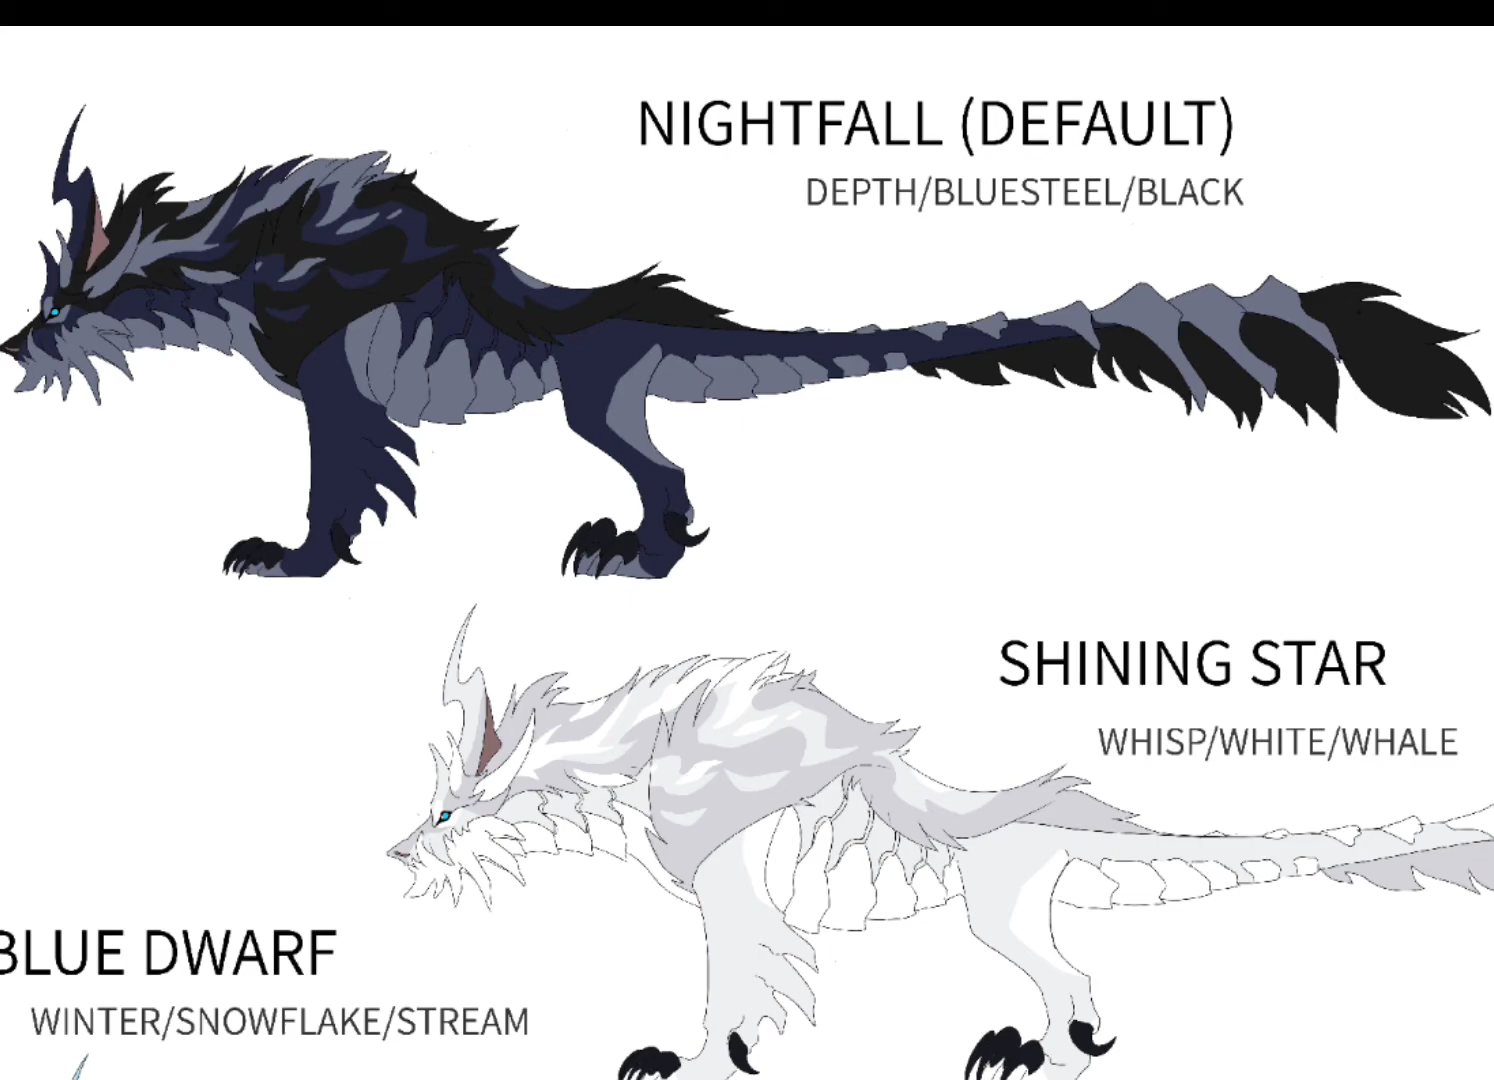 NIGHTFALL (DEFAULT)
DEPTH/BLUESTEEL/BLACK
SHINING STAR
WHISP/WHITE/WHALE
BLUE DWARF
WINTER/SNOWFLAKE/STREAM